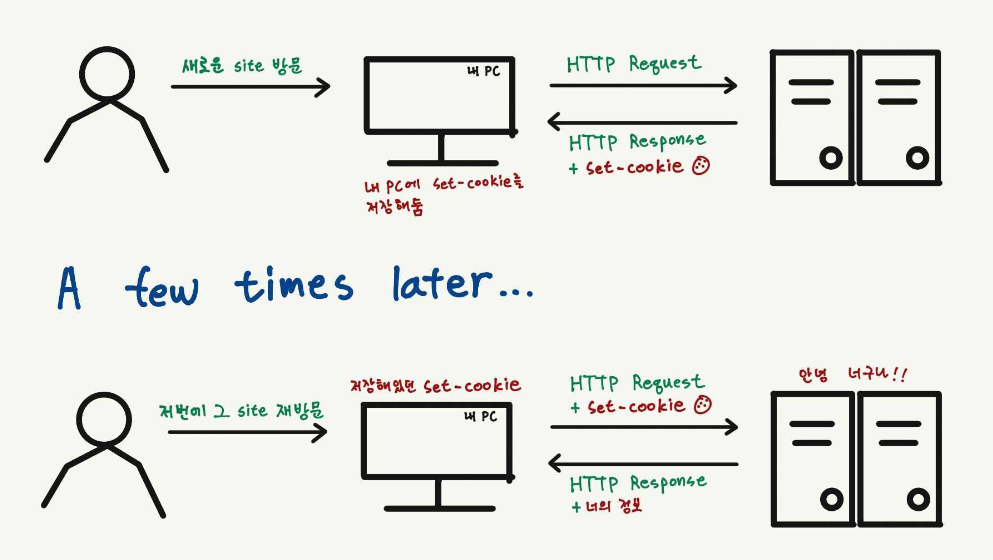 새로운 site 방문
내 PC
HTTP Request
HTTP Response
+ set-cookie
내 PC에 set-cookie를
저장해둠
A few times later...
저번에 그 site 재방문
저장해있던 set-cookie
내 PC
HTTP Request
+ set-cookie
HTTP Response
+ 너의 정보
안녕 너구나!!